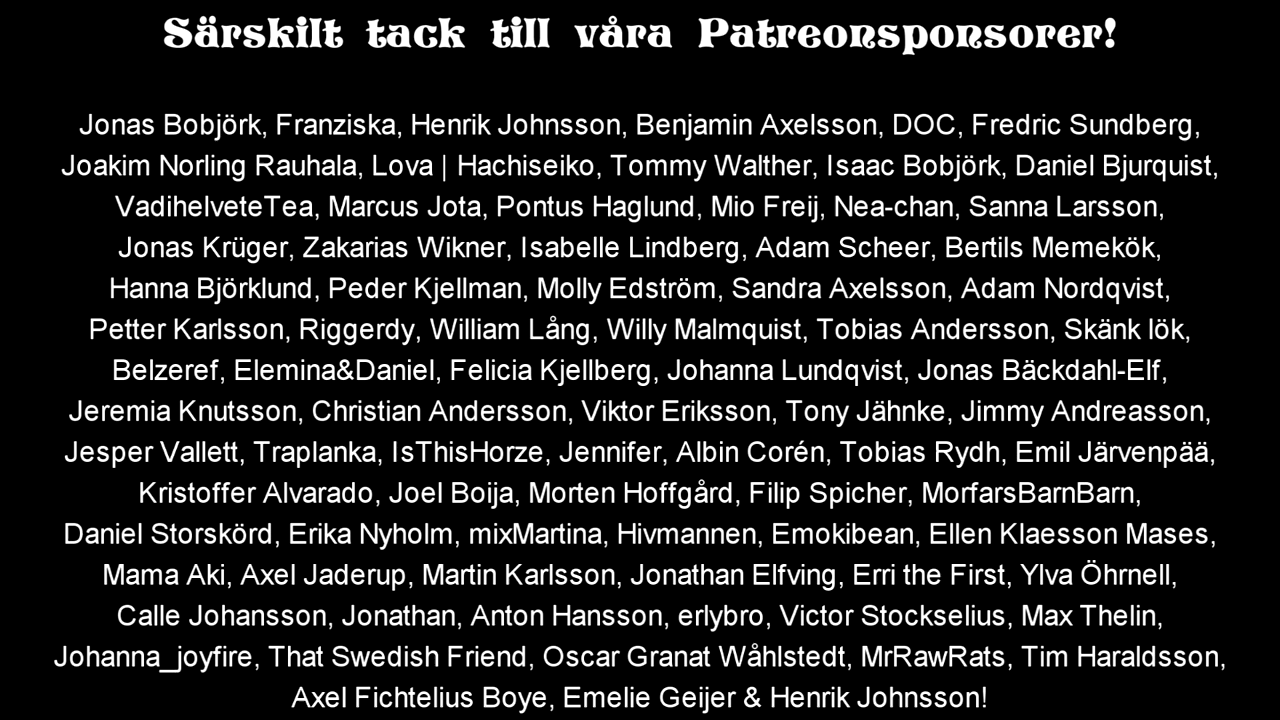 Särskilt tack till våra Patreonsponsorer!
Jonas Bobjörk, Franziska, Henrik Johnsson, Benjamin Axelsson, DOC, Fredric Sundberg,
Joakim Norling Rauhala, Lova | Hachiseiko, Tommy Walther, Isaac Bobjörk, Daniel Bjurquist,
VadihelveteTea, Marcus Jota, Pontus Haglund, Mio Freij, Nea-chan, Sanna Larsson,
Jonas Krüger, Zakarias Wikner, Isabelle Lindberg, Adam Scheer, Bertils Memekök,
Hanna Björklund, Peder Kjellman, Molly Edström, Sandra Axelsson, Adam Nordqvist,
Petter Karlsson, Riggerdy, William Lång, Willy Malmquist, Tobias Andersson, Skänk lök,
Belzeref, Elemina&Daniel, Felicia Kjellberg, Johanna Lundqvist, Jonas Bäckdahl-Elf,
Jeremia Knutsson, Christian Andersson, Viktor Eriksson, Tony Jähnke, Jimmy Andreasson,
Jesper Vallett, Traplanka, IsThisHorze, Jennifer, Albin Corén, Tobias Rydh, Emil Järvenpää,
Kristoffer Alvarado, Joel Boija, Morten Hoffgård, Filip Spicher, MorfarsBarnBarn,
Daniel Storskörd, Erika Nyholm, mixMartina, Hivmannen, Emokibean, Ellen Klaesson Mases,
Mama Aki, Axel Jaderup, Martin Karlsson, Jonathan Elfving, Erri the First, Ylva Öhrnell,
Calle Johansson, Jonathan, Anton Hansson, erlybro, Victor Stockselius, Max Thelin,
Johanna_joyfire, That Swedish Friend, Oscar Granat Wåhlstedt, MrRawRats, Tim Haraldsson,
Axel Fichtelius Boye, Emelie Geijer & Henrik Johnsson!